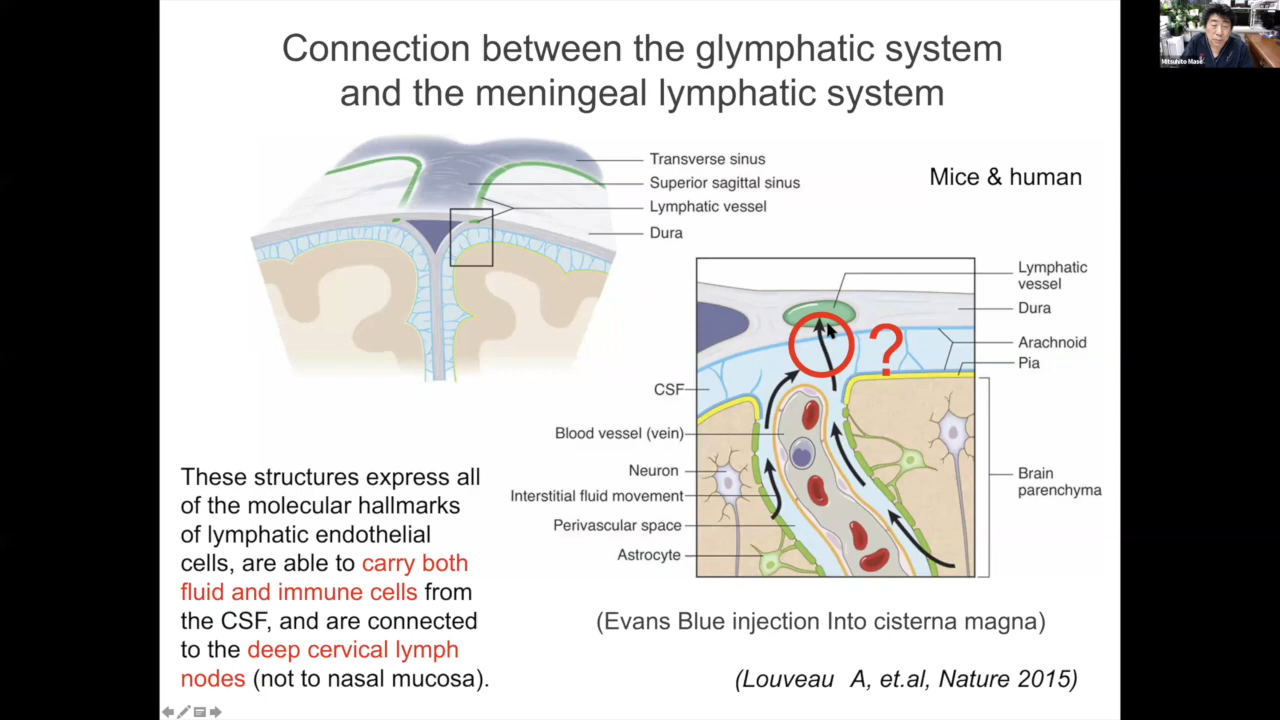 Connection between the glymphatic system
and the meningeal lymphatic system
Mitsuhito Mase
Transverse sinus
Superior sagittal sinus
Lymphatic vessel
Dura
Mice & human
Lymphatic
vessel
Dura
Arachnoid
Pia
?
CSF
Blood vessel (vein)
Neuron
Interstitial fluid movement
Perivascular space
Astrocyte
Brain
parenchyma
These structures express all
of the molecular hallmarks
of lymphatic endothelial
cells, are able to carry both
fluid and immune cells from
the CSF, and are connected
to the deep cervical lymph
nodes (not to nasal mucosa).
(Evans Blue injection Into cisterna magna)
(Louveau A, et.al, Nature 2015)